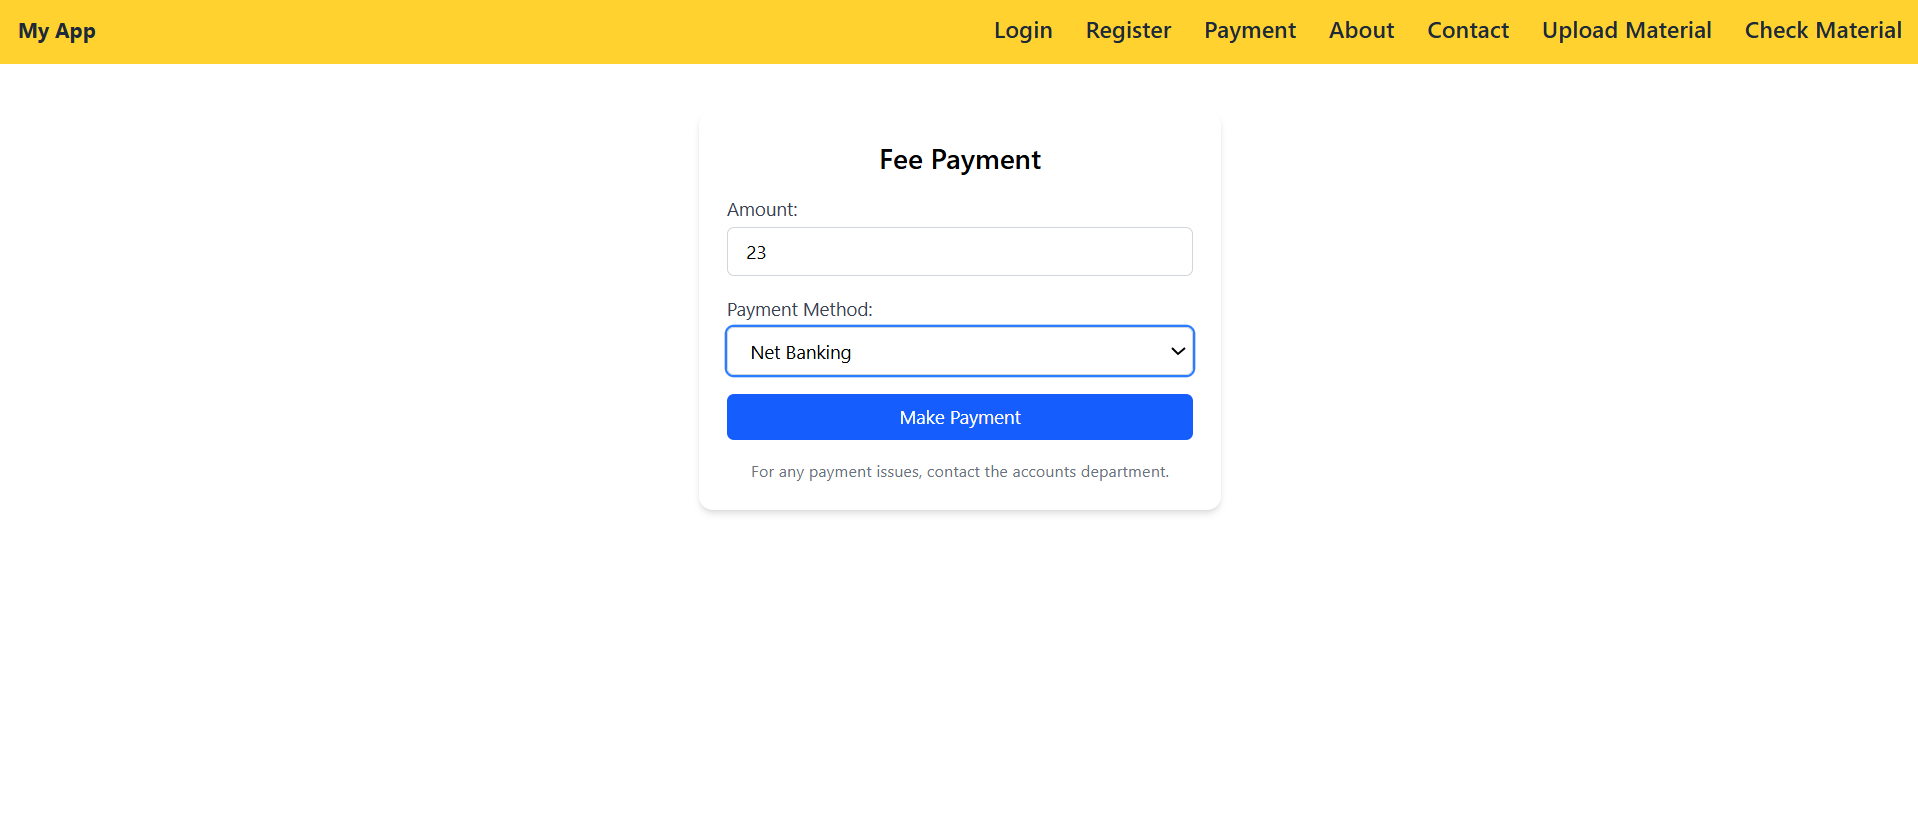 My App Login Register Payment About Contact Upload Material Check Material
Fee Payment
Amount:
23
Payment Method:
Net Banking
Make Payment
For any payment issues, contact the accounts department.